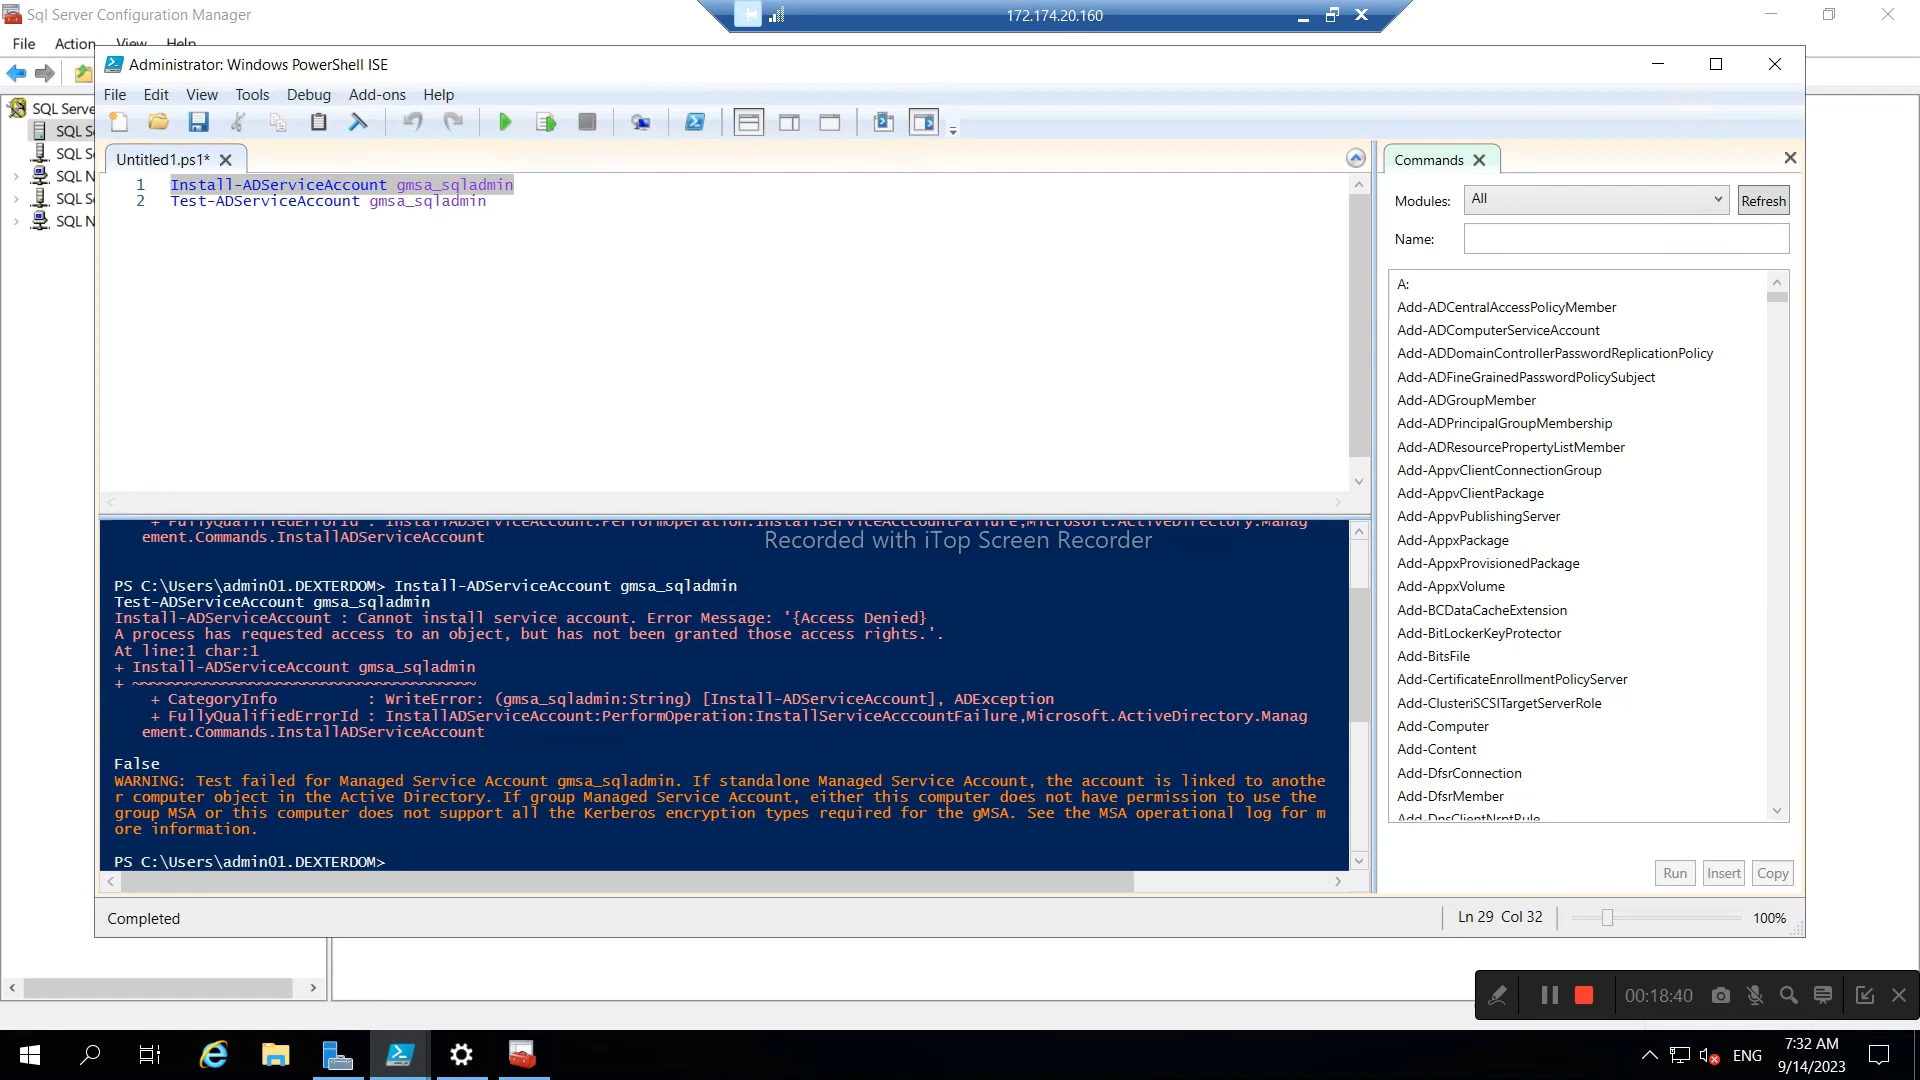 Sql Server Configuration Manager
172.174.20.160
File Action View Help
Administrator: Windows PowerShell ISE
File Edit View Tools Debug Add-ons Help
SQL Serve
SQL S
SQL S
SQL N
SQL S
SQL N
Untitled1.ps1*
1 Install-ADServiceAccount gmsa_sqladmin
2 Test-ADServiceAccount gmsa_sqladmin
Commands
Modules: All Refresh
Name:
A:
Add-ADCentralAccessPolicyMember
Add-ADComputerServiceAccount
Add-ADDomainControllerPasswordReplicationPolicy
Add-ADFineGrainedPasswordPolicySubject
Add-ADGroupMember
Add-ADPrincipalGroupMembership
Add-ADResourcePropertyListMember
Add-AppvClientConnectionGroup
Add-AppvClientPackage
Add-AppvPublishingServer
Add-AppxPackage
Add-AppxProvisionedPackage
Add-AppxVolume
Add-BCDataCacheExtension
Add-BitLockerKeyProtector
Add-BitsFile
Add-CertificateEnrollmentPolicyServer
Add-ClusteriSCSITargetServerRole
Add-Computer
Add-Content
Add-DfsrConnection
Add-DfsrMember
Add-DnsClientNrptRule
Run Insert Copy
+ FullyQualifiedErrorId : InstallADServiceAccount:PerformOperation:InstallServiceAcccountFailure,Microsoft.ActiveDirectory.Manag
ement.Commands.InstallADServiceAccount
Recorded with iTop Screen Recorder
PS C:\Users\admin01.DEXTERDOM> Install-ADServiceAccount gmsa_sqladmin
Test-ADServiceAccount gmsa_sqladmin
Install-ADServiceAccount : Cannot install service account. Error Message: '{Access Denied}
A process has requested access to an object, but has not been granted those access rights.'.
At line:1 char:1
+ Install-ADServiceAccount gmsa_sqladmin
+ ~~~~~~~~~~~~~~~~~~~~~~~~~~~~~~~~~~~~~~
+ CategoryInfo : WriteError: (gmsa_sqladmin:String) [Install-ADServiceAccount], ADException
+ FullyQualifiedErrorId : InstallADServiceAccount:PerformOperation:InstallServiceAcccountFailure,Microsoft.ActiveDirectory.Manag
ement.Commands.InstallADServiceAccount
False
WARNING: Test failed for Managed Service Account gmsa_sqladmin. If standalone Managed Service Account, the account is linked to anothe
r computer object in the Active Directory. If group Managed Service Account, either this computer does not have permission to use the
group MSA or this computer does not support all the Kerberos encryption types required for the gMSA. See the MSA operational log for m
ore information.
PS C:\Users\admin01.DEXTERDOM>
Completed
Ln 29 Col 32
100%
00:18:40
ENG
7:32 AM
9/14/2023